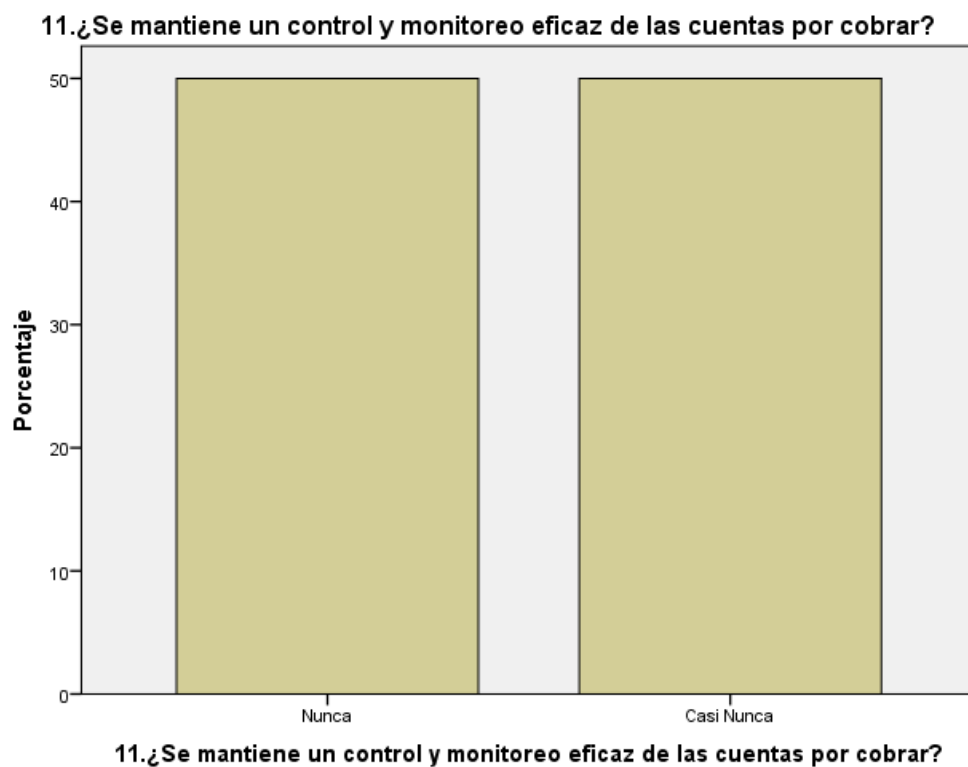 11.¿Se mantiene un control y monitoreo eficaz de las cuentas por cobrar?
Porcentaje
50
40
30
20
10
0
Nunca
Casi Nunca
11.¿Se mantiene un control y monitoreo eficaz de las cuentas por cobrar?